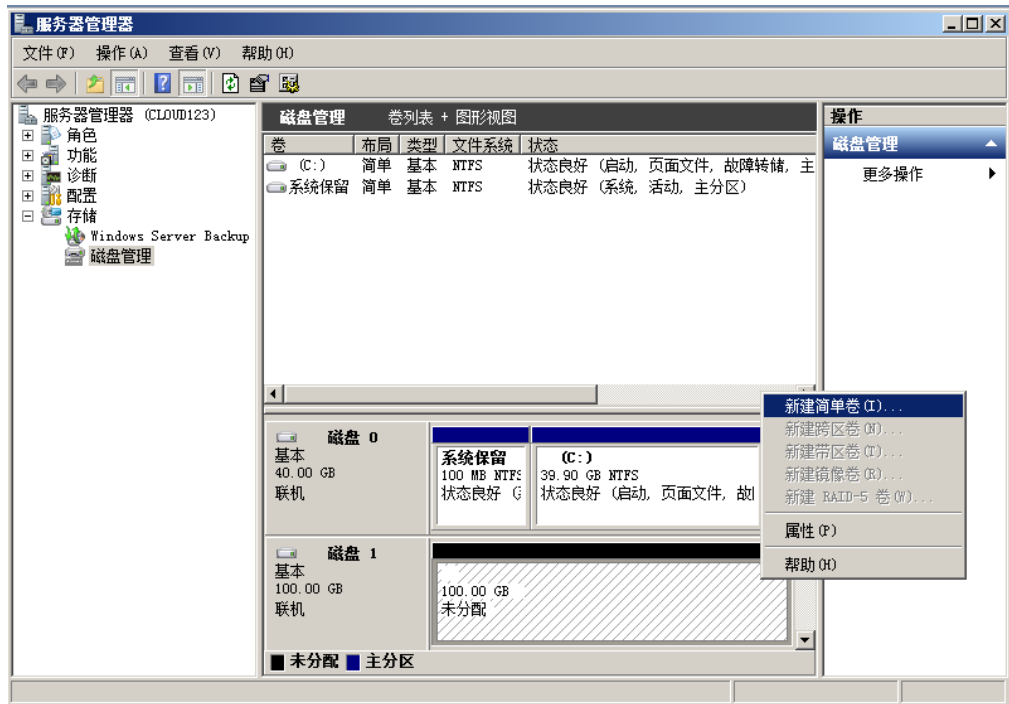 服务器管理器
文件(F) 操作(A) 查看(V) 帮助(H)
服务器管理器 (CLOUD123)
角色
功能
诊断
配置
存储
Windows Server Backup
磁盘管理
磁盘管理 卷列表 + 图形视图
卷 布局 类型 文件系统 状态
(C:) 简单 基本 NTFS 状态良好 (启动, 页面文件, 故障转储, 主
系统保留 简单 基本 NTFS 状态良好 (系统, 活动, 主分区)
操作
磁盘管理
更多操作
新建简单卷(I)...
新建跨区卷(N)...
新建带区卷(T)...
新建镜像卷(R)...
新建 RAID-5 卷(W)...
属性(P)
帮助(H)
磁盘 0
基本
40.00 GB
联机
系统保留
100 MB NTFS
状态良好 (
(C:)
39.90 GB NTFS
状态良好 (启动, 页面文件, 故
磁盘 1
基本
100.00 GB
联机
100.00 GB
未分配
未分配 主分区